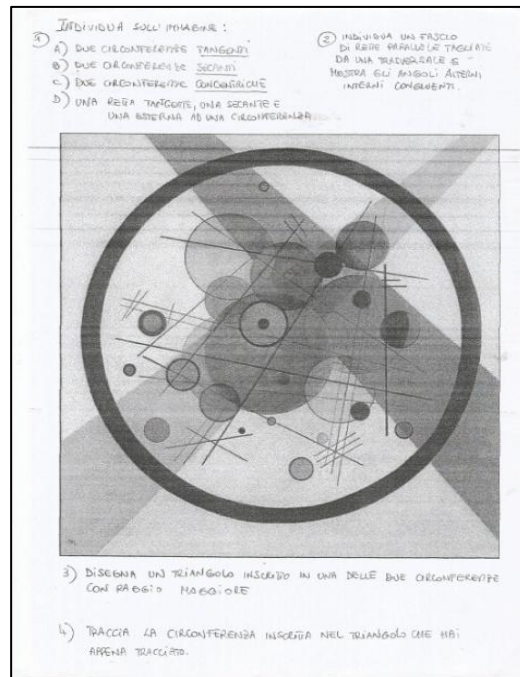 INDIVIDUA SULL'IMMAGINE:
1) A) DUE CIRCONFERENZE TANGENTI
B) DUE CIRCONFERENZE SECANTI
C) DUE CIRCONFERENZE CONCENTRICHE
D) UNA RETTA TANGENTE, UNA SECANTE E
UNA ESTERNA AD UNA CIRCONFERENZA
2) INDIVIDUA UN FASCIO
DI RETTE PARALLELE TAGLIATE
DA UNA TRASVERSALE E
MOSTRA GLI ANGOLI ALTERNI
INTERNI CONGRUENTI.
3) DISEGNA UN TRIANGOLO INSCRITTO IN UNA DELLE DUE CIRCONFERENZE
CON RAGGIO MAGGIORE
4) TRACCIA LA CIRCONFERENZA INSCRITTA NEL TRIANGOLO CHE HAI
APPENA TRACCIATO.